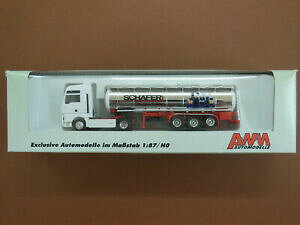 SCHÄFER
Exclusive Automodelle im Maßstab 1:87/H0
AWM
AUTOMODELLE